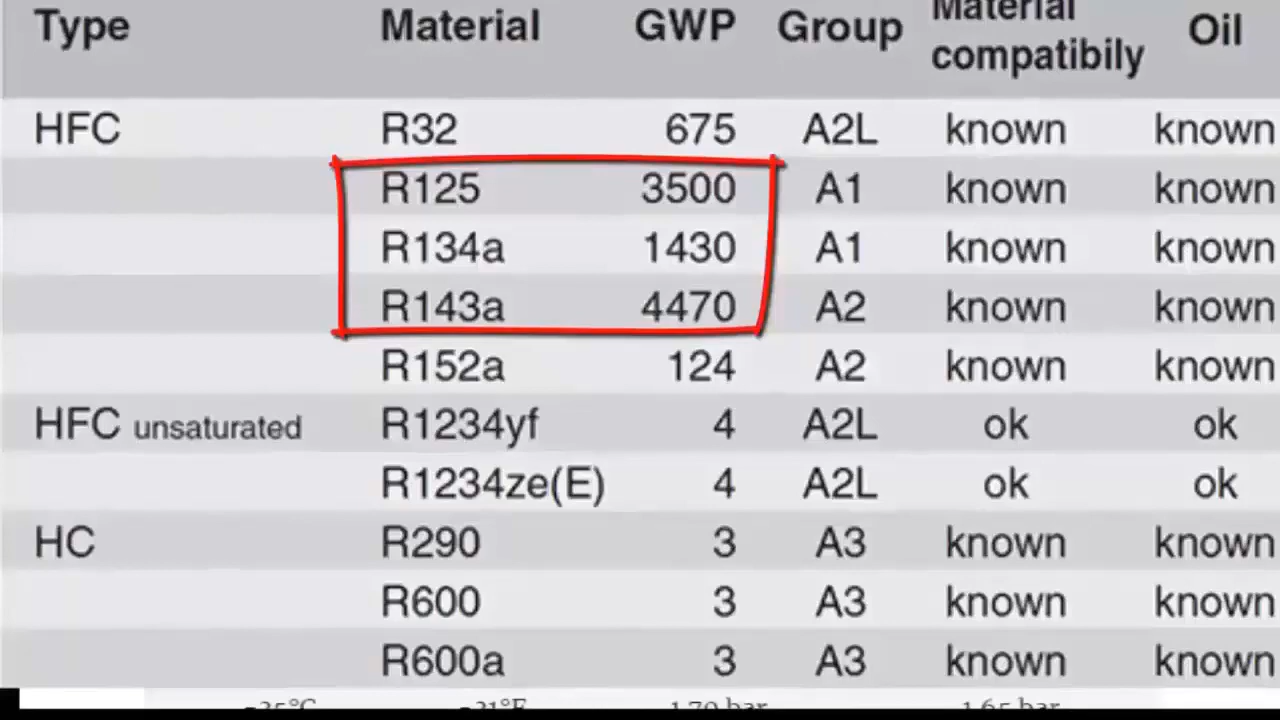 Type Material GWP Group Material compatibily Oil
HFC R32 675 A2L known known
R125 3500 A1 known known
R134a 1430 A1 known known
R143a 4470 A2 known known
R152a 124 A2 known known
HFC unsaturated R1234yf 4 A2L ok ok
R1234ze(E) 4 A2L ok ok
HC R290 3 A3 known known
R600 3 A3 known known
R600a 3 A3 known known